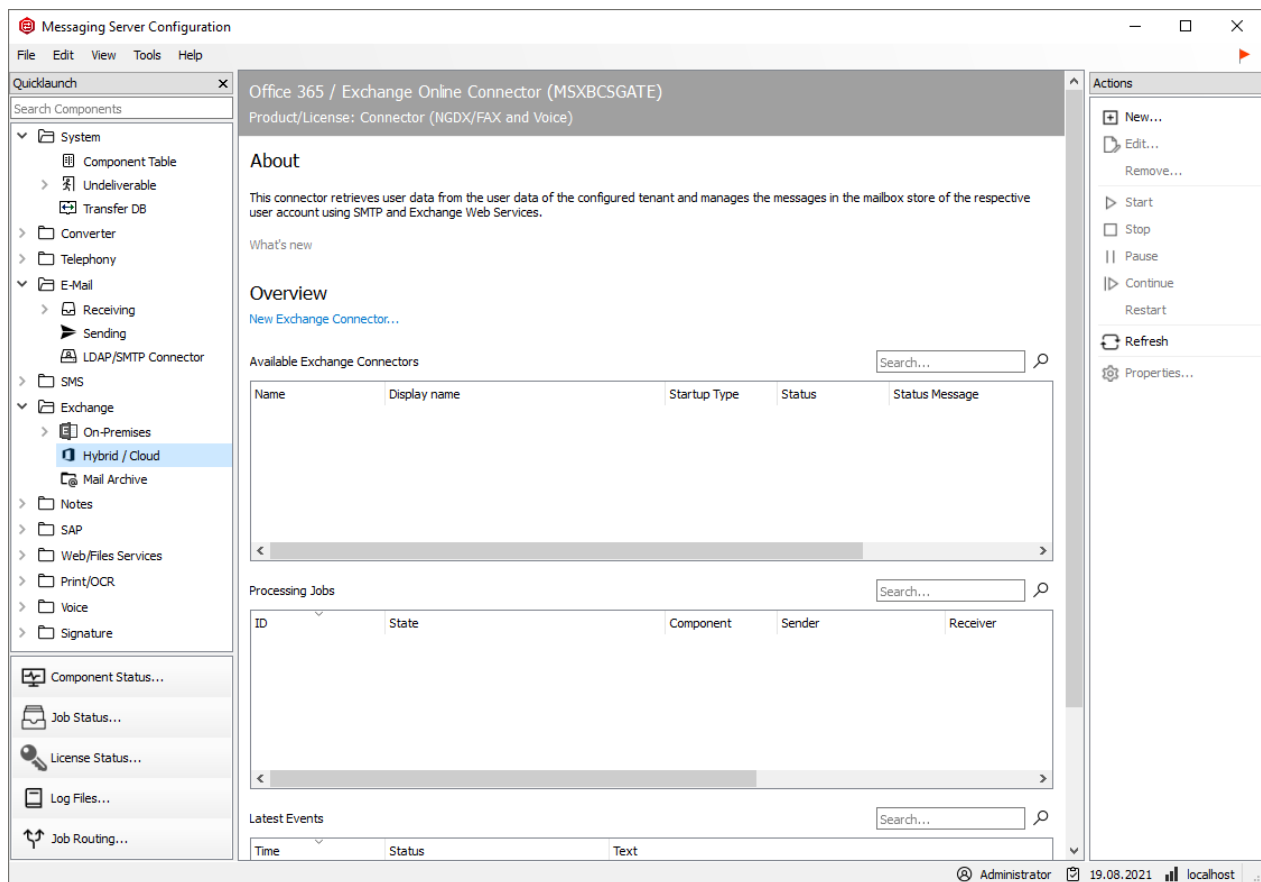 Messaging Server Configuration
File Edit View Tools Help
Quicklaunch
Search Components
System
Component Table
Undeliverable
Transfer DB
Converter
Telephony
E-Mail
Receiving
Sending
LDAP/SMTP Connector
SMS
Exchange
On-Premises
Hybrid / Cloud
Mail Archive
Notes
SAP
Web/Files Services
Print/OCR
Voice
Signature
Component Status...
Job Status...
License Status...
Log Files...
Job Routing...
Office 365 / Exchange Online Connector (MSXBCSGATE)
Product/License: Connector (NGDX/FAX and Voice)
About
This connector retrieves user data from the user data of the configured tenant and manages the messages in the mailbox store of the respective
user account using SMTP and Exchange Web Services.
What's new
Overview
New Exchange Connector...
Available Exchange Connectors Search...
Name Display name Startup Type Status Status Message
Processing Jobs Search...
ID State Component Sender Receiver
Latest Events Search...
Time Status Text
Actions
New...
Edit...
Remove...
Start
Stop
Pause
Continue
Restart
Refresh
Properties...
Administrator 19.08.2021 localhost